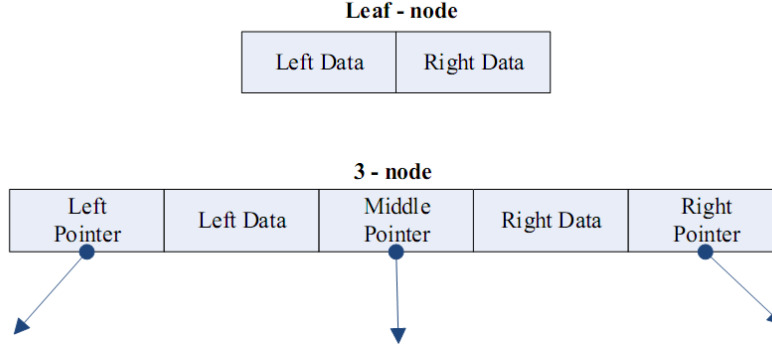 Leaf - node
Left Data Right Data
3 - node
Left Middle Right
Pointer Left Data Pointer Right Data Pointer